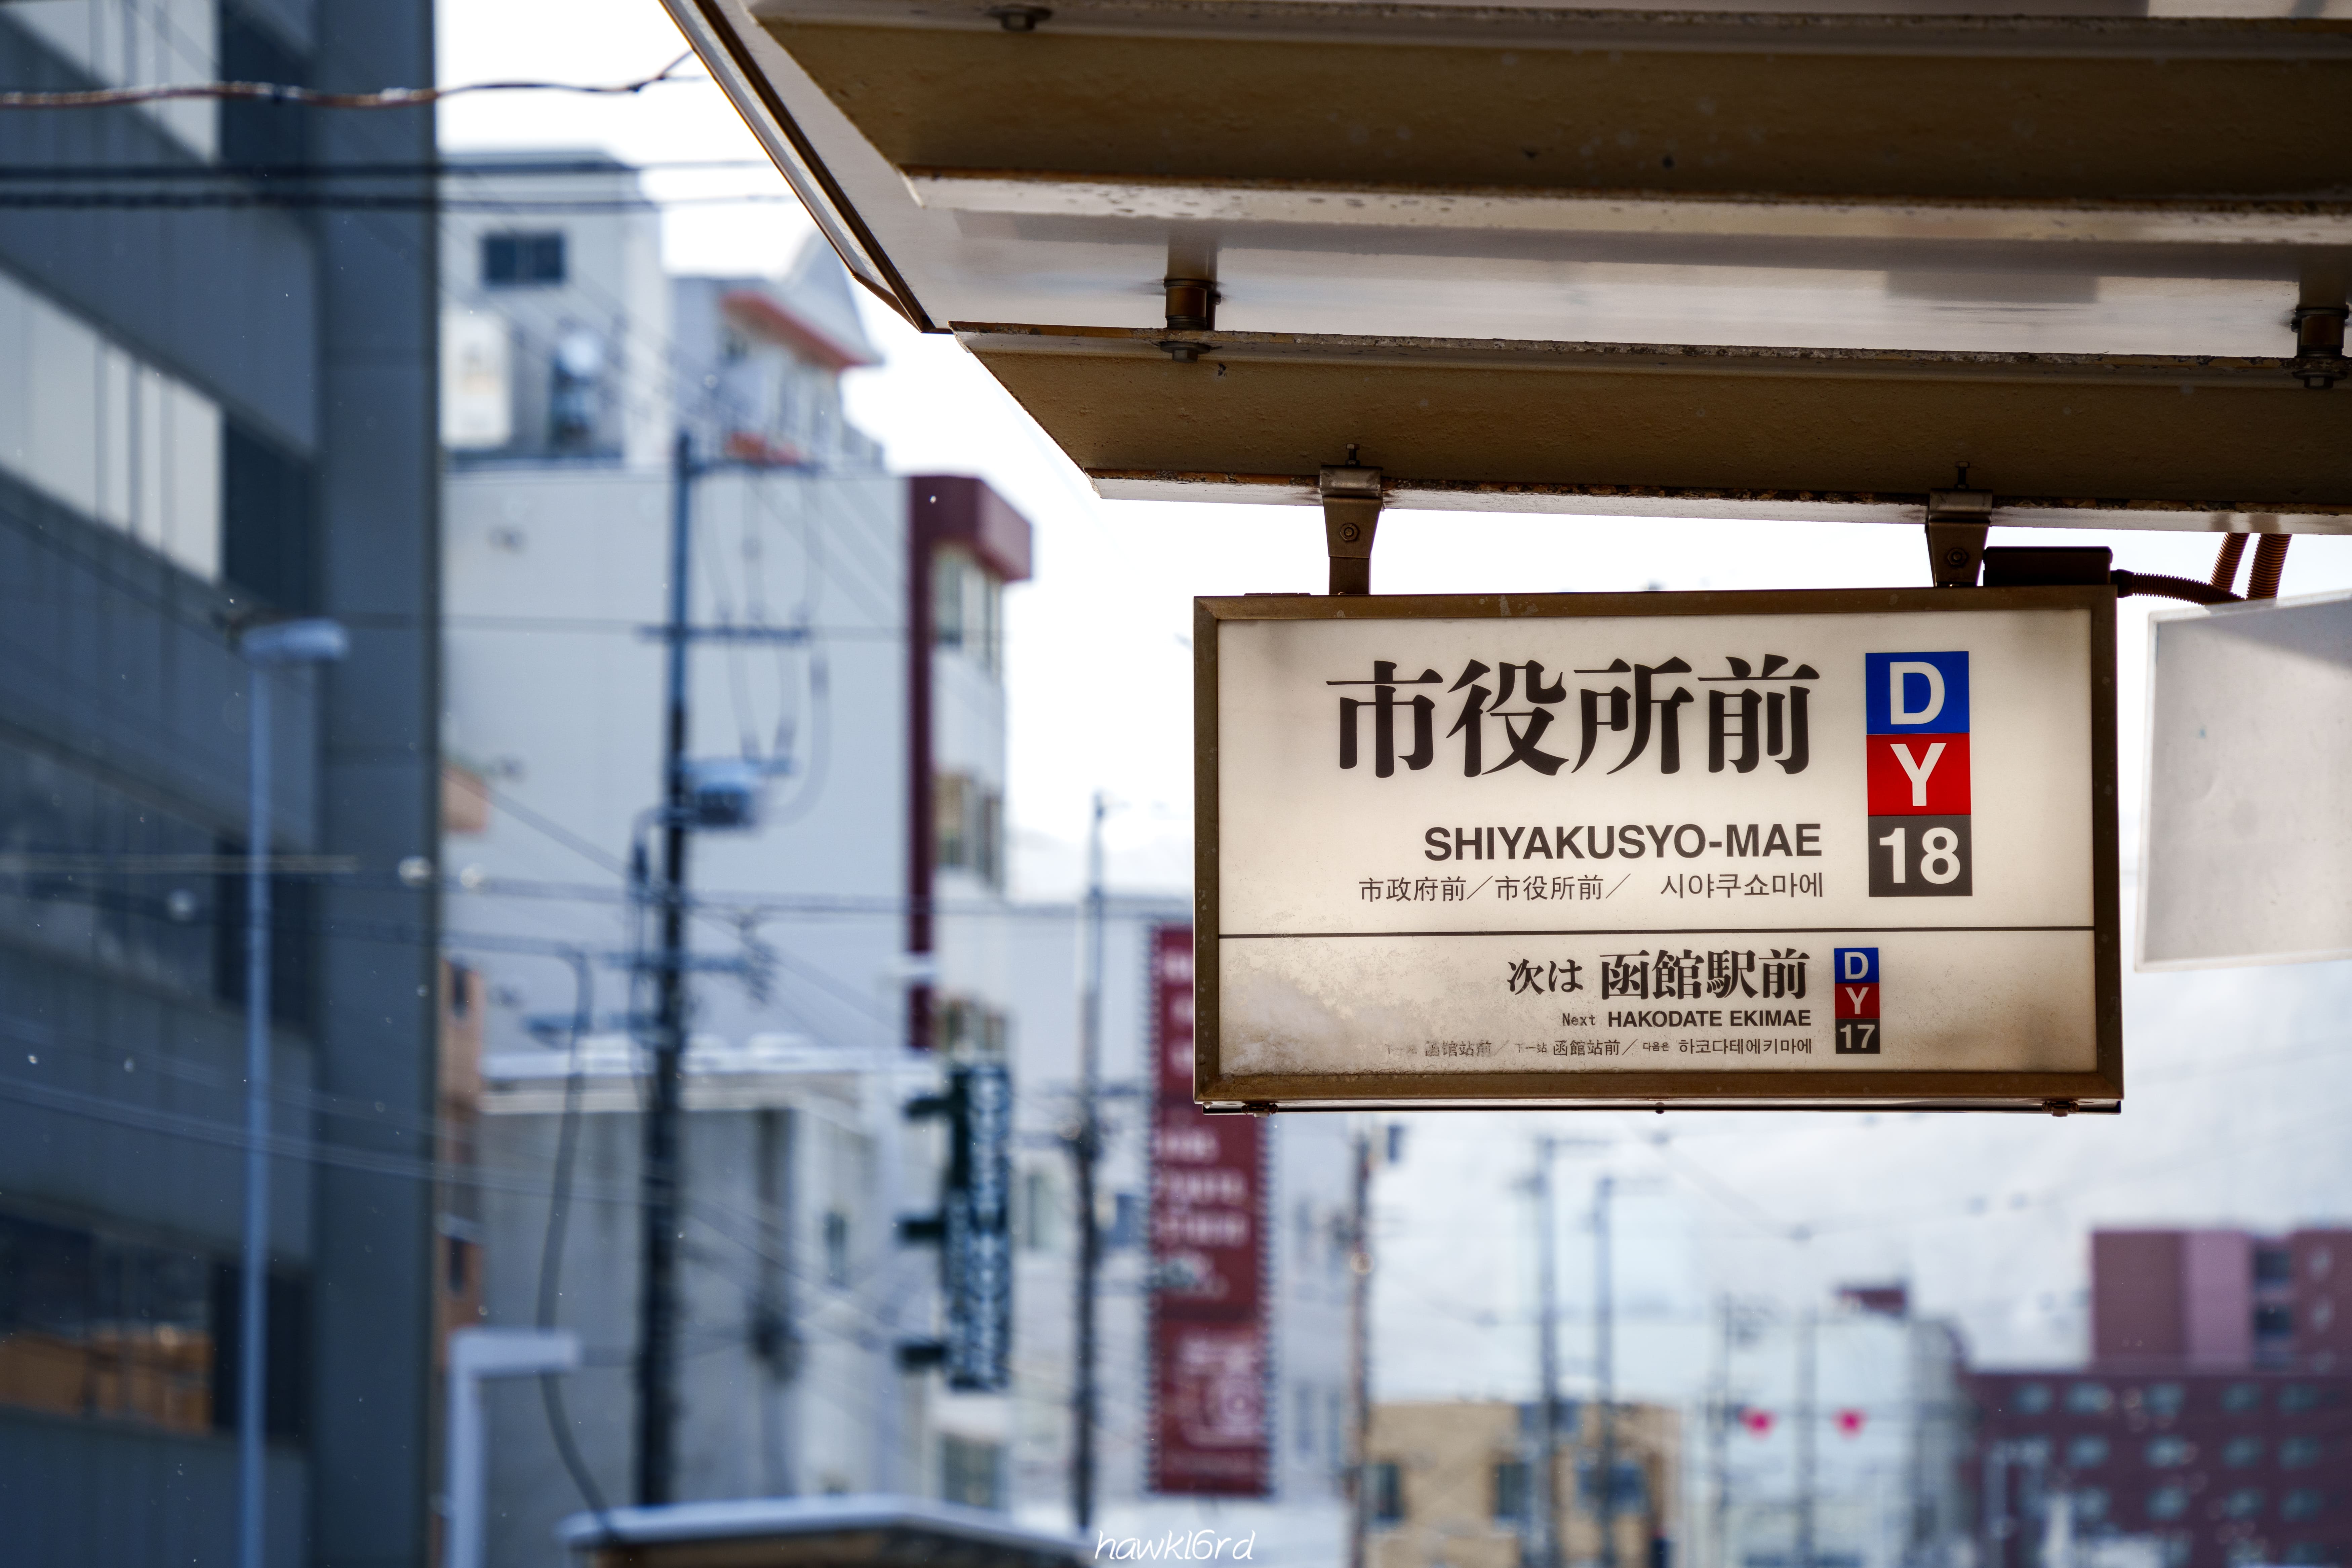 市役所前
D
Y
18
SHIYAKUSYO-MAE
市政府前／市役所前／ 시야쿠쇼마에
次は 函館駅前
D
Y
17
Next HAKODATE EKIMAE
函馆站前／下一站 函館站前／다음은 하코다테에키마에
hawkl6rd